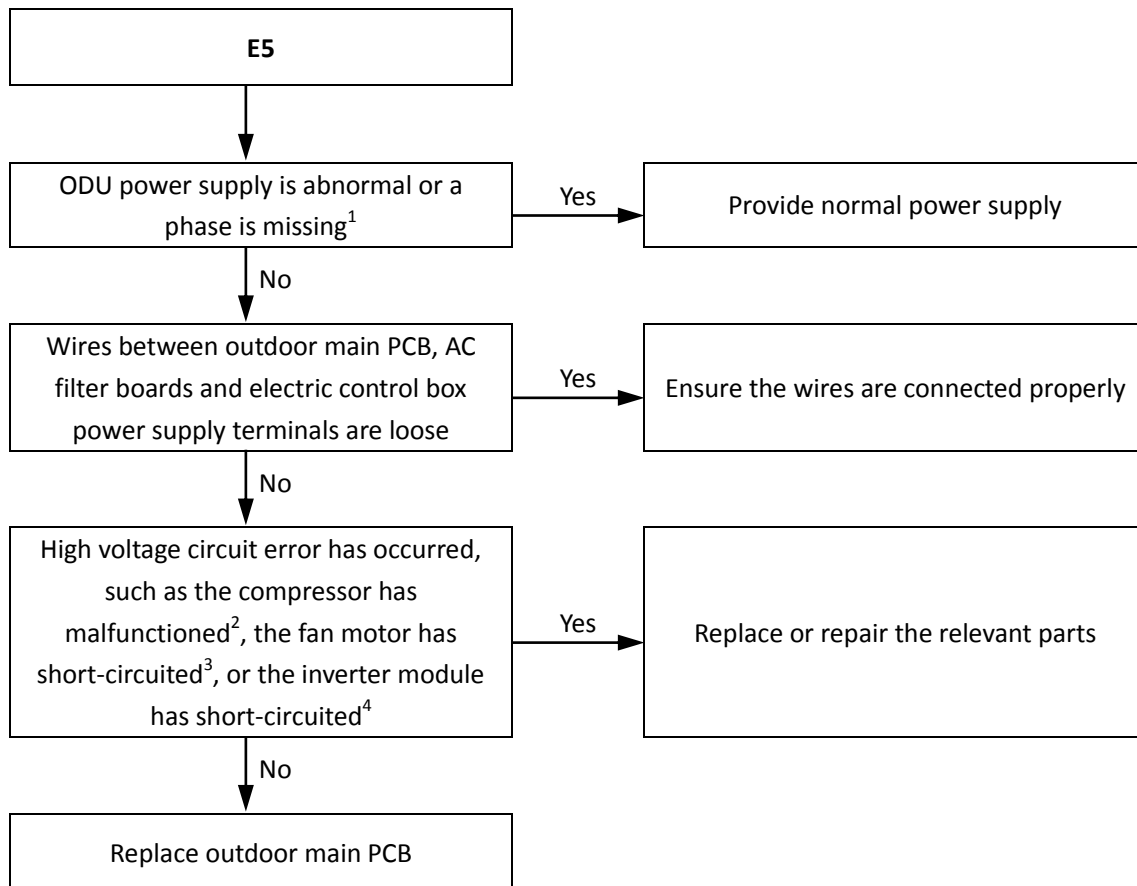 E5
ODU power supply is abnormal or a
phase is missing1
Yes
Provide normal power supply
No
Wires between outdoor main PCB, AC
filter boards and electric control box
power supply terminals are loose
Yes
Ensure the wires are connected properly
No
High voltage circuit error has occurred,
such as the compressor has
malfunctioned2, the fan motor has
short-circuited3, or the inverter module
has short-circuited4
Yes
Replace or repair the relevant parts
No
Replace outdoor main PCB